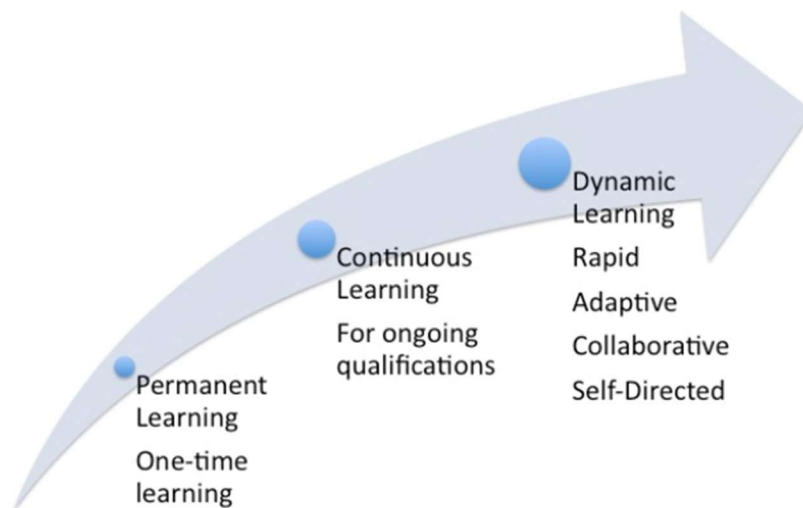 Permanent
Learning
One-time
learning
Continuous
Learning
For ongoing
qualifications
Dynamic
Learning
Rapid
Adaptive
Collaborative
Self-Directed